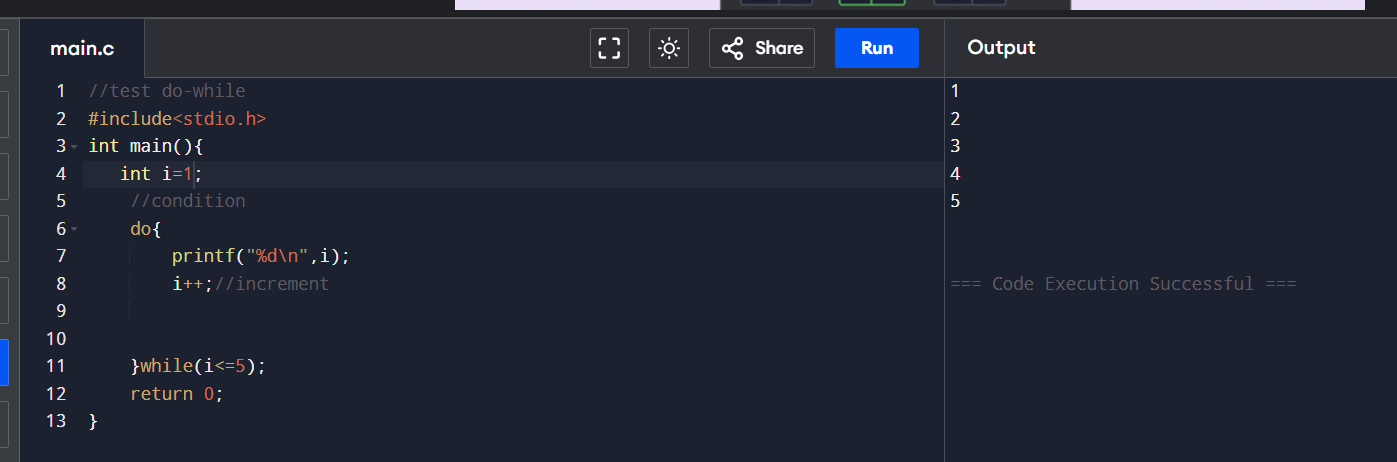 main.c
Share
Run
Output
1 //test do-while
2 #include<stdio.h>
3 int main(){
4 int i=1;
5 //condition
6 do{
7 printf("%d\n",i);
8 i++;//increment
9
10
11 }while(i<=5);
12 return 0;
13 }
1
2
3
4
5
=== Code Execution Successful ===